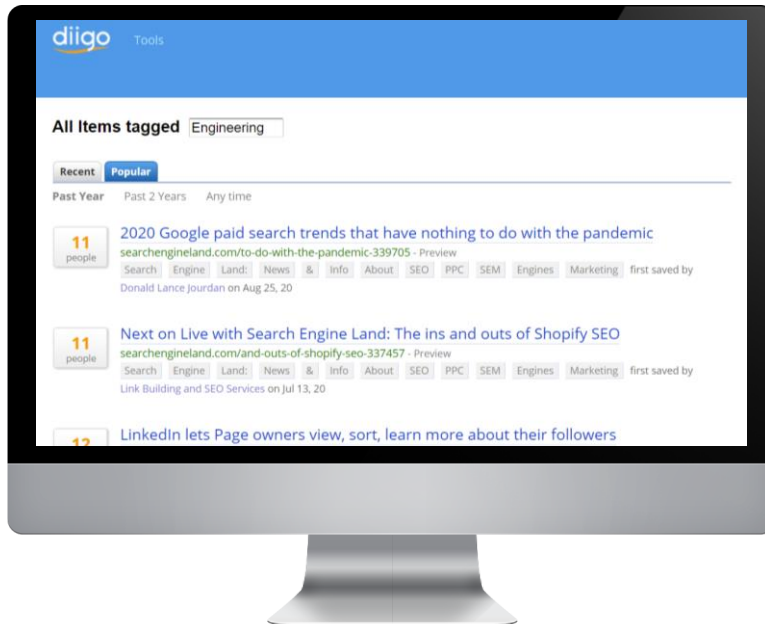 diigo Tools
All Items tagged Engineering
Recent Popular
Past Year Past 2 Years Any time
11 people
2020 Google paid search trends that have nothing to do with the pandemic
searchengineland.com/to-do-with-the-pandemic-339705 - Preview
Search Engine Land: News & Info About SEO PPC SEM Engines Marketing first saved by
Donald Lance Jourdan on Aug 25, 20
11 people
Next on Live with Search Engine Land: The ins and outs of Shopify SEO
searchengineland.com/and-outs-of-shopify-seo-337457 - Preview
Search Engine Land: News & Info About SEO PPC SEM Engines Marketing first saved by
Link Building and SEO Services on Jul 13, 20
12
LinkedIn lets Page owners view, sort, learn more about their followers